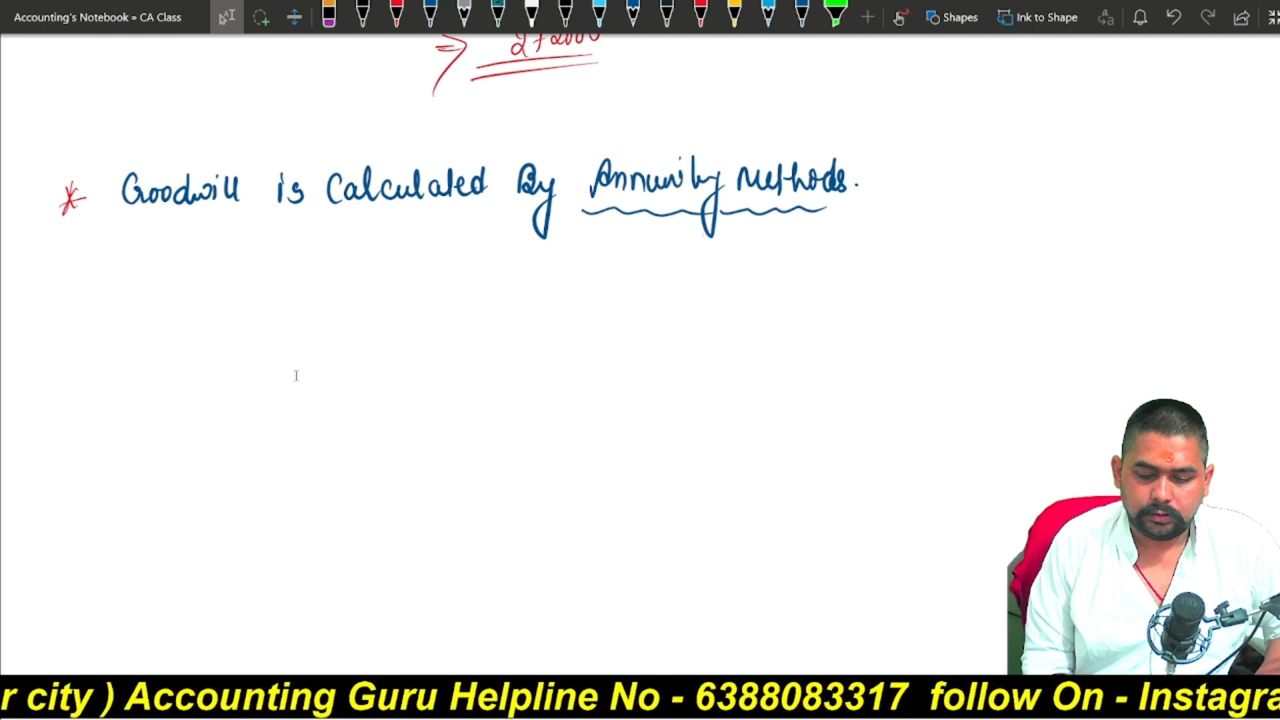 Accounting's Notebook » CA Class
Shapes
Ink to Shape
* Goodwill is Calculated By Annunity Methods.
r city ) Accounting Guru Helpline No - 6388083317 follow On - Instagra